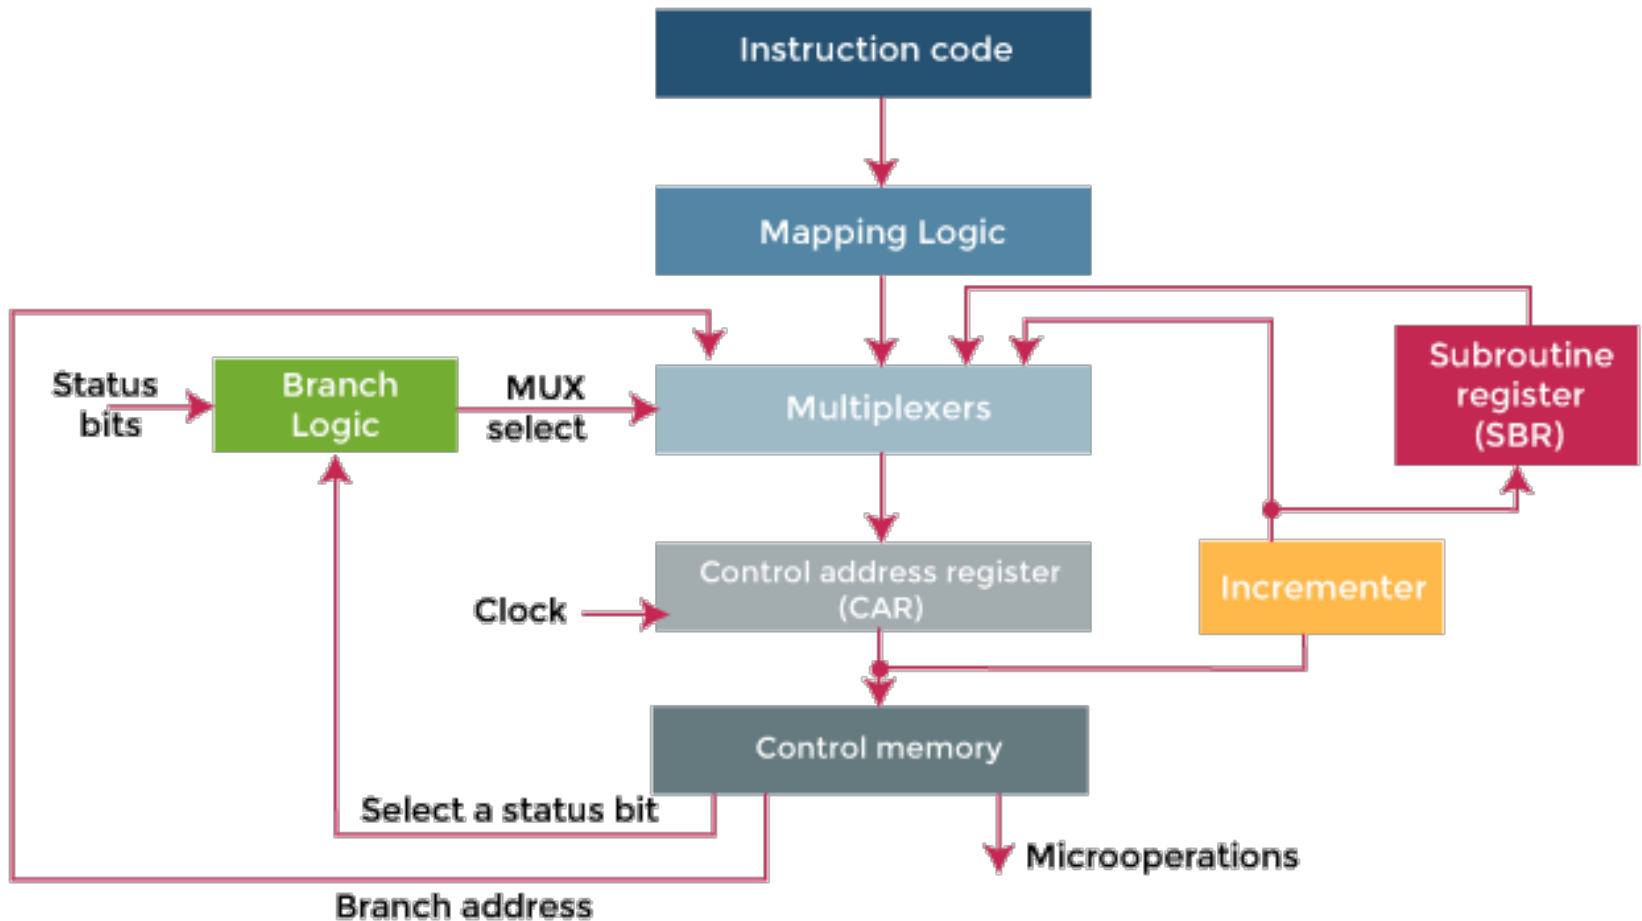 Instruction code
Mapping Logic
Status
bits
Branch
Logic
MUX
select
Multiplexers
Subroutine
register
(SBR)
Clock
Control address register
(CAR)
Incrementer
Control memory
Select a status bit
Microoperations
Branch address